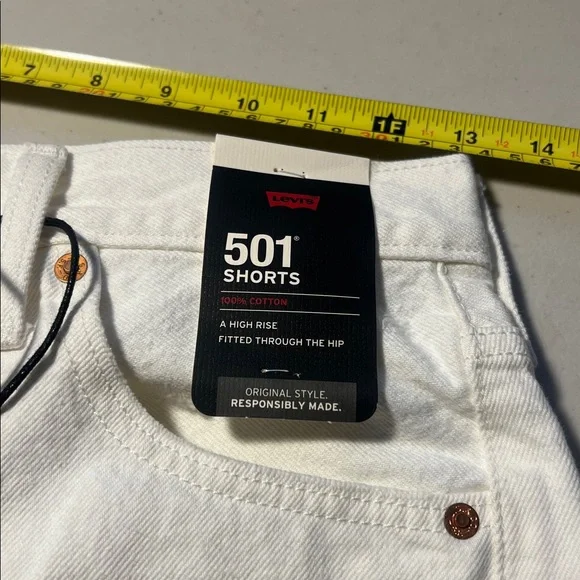 7 8 9 10 11 1F 13 14
Levi's
501®
SHORTS
100% COTTON
A HIGH RISE
FITTED THROUGH THE HIP
ORIGINAL STYLE.
RESPONSIBLY MADE.